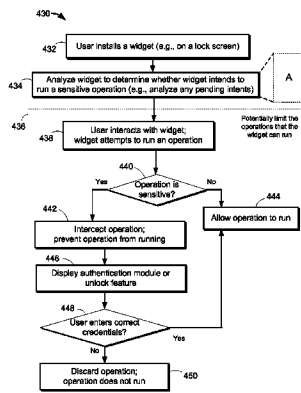 430
432
User installs a widget (e.g., on a lock screen)
434
Analyze widget to determine whether widget intends to
run a sensitive operation (e.g., analyze any pending intents)
A
436
Potentially limit the
operations that the
widget can run
438
User interacts with widget;
widget attempts to run an operation
440
Operation is
sensitive?
Yes
No
442
Intercept operation;
prevent operation from running
444
Allow operation to run
446
Display authentication module or
unlock feature
448
User enters correct
credentials?
Yes
No
Discard operation;
operation does not run
450